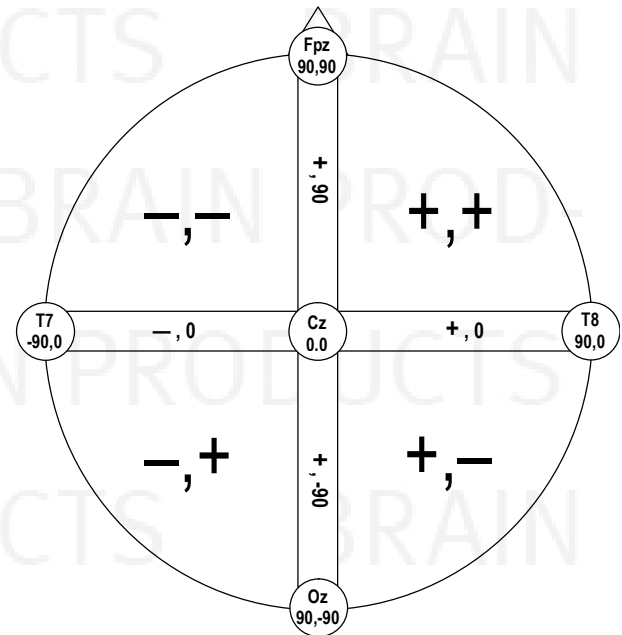 CTS BRAIN
Fpz
90,90
+, 90
–,– +,+
BRAIN PROD-
T7
-90,0
–, 0
Cz
0.0
+, 0
T8
90,0
N PRODUCTS
–,+ +,–
+, -90
CTS BRAIN
Oz
90,-90